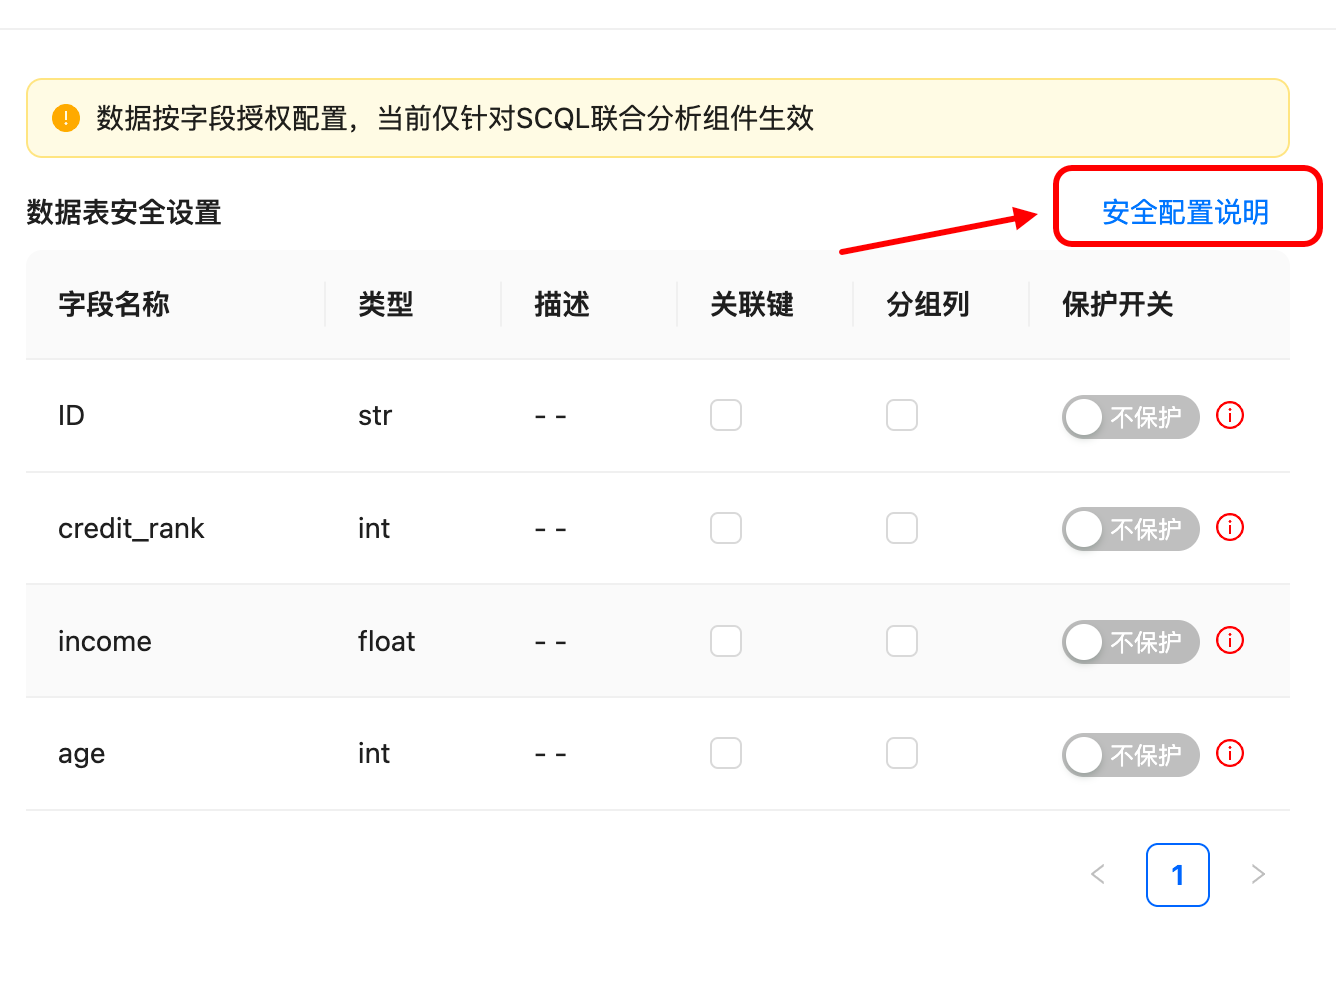 数据按字段授权配置，当前仅针对SCQL联合分析组件生效
数据表安全设置
安全配置说明
字段名称 类型 描述 关联键 分组列 保护开关
ID str - - 不保护
credit_rank int - - 不保护
income float - - 不保护
age int - - 不保护
< 1 >